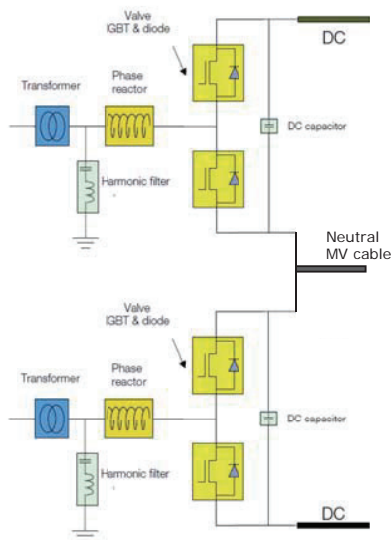 Valve
IGBT & diode
DC
Transformer
Phase
reactor
DC capacitor
Harmonic filter
Neutral
MV cable
Valve
IGBT & diode
Transformer
Phase
reactor
DC capacitor
Harmonic filter
DC